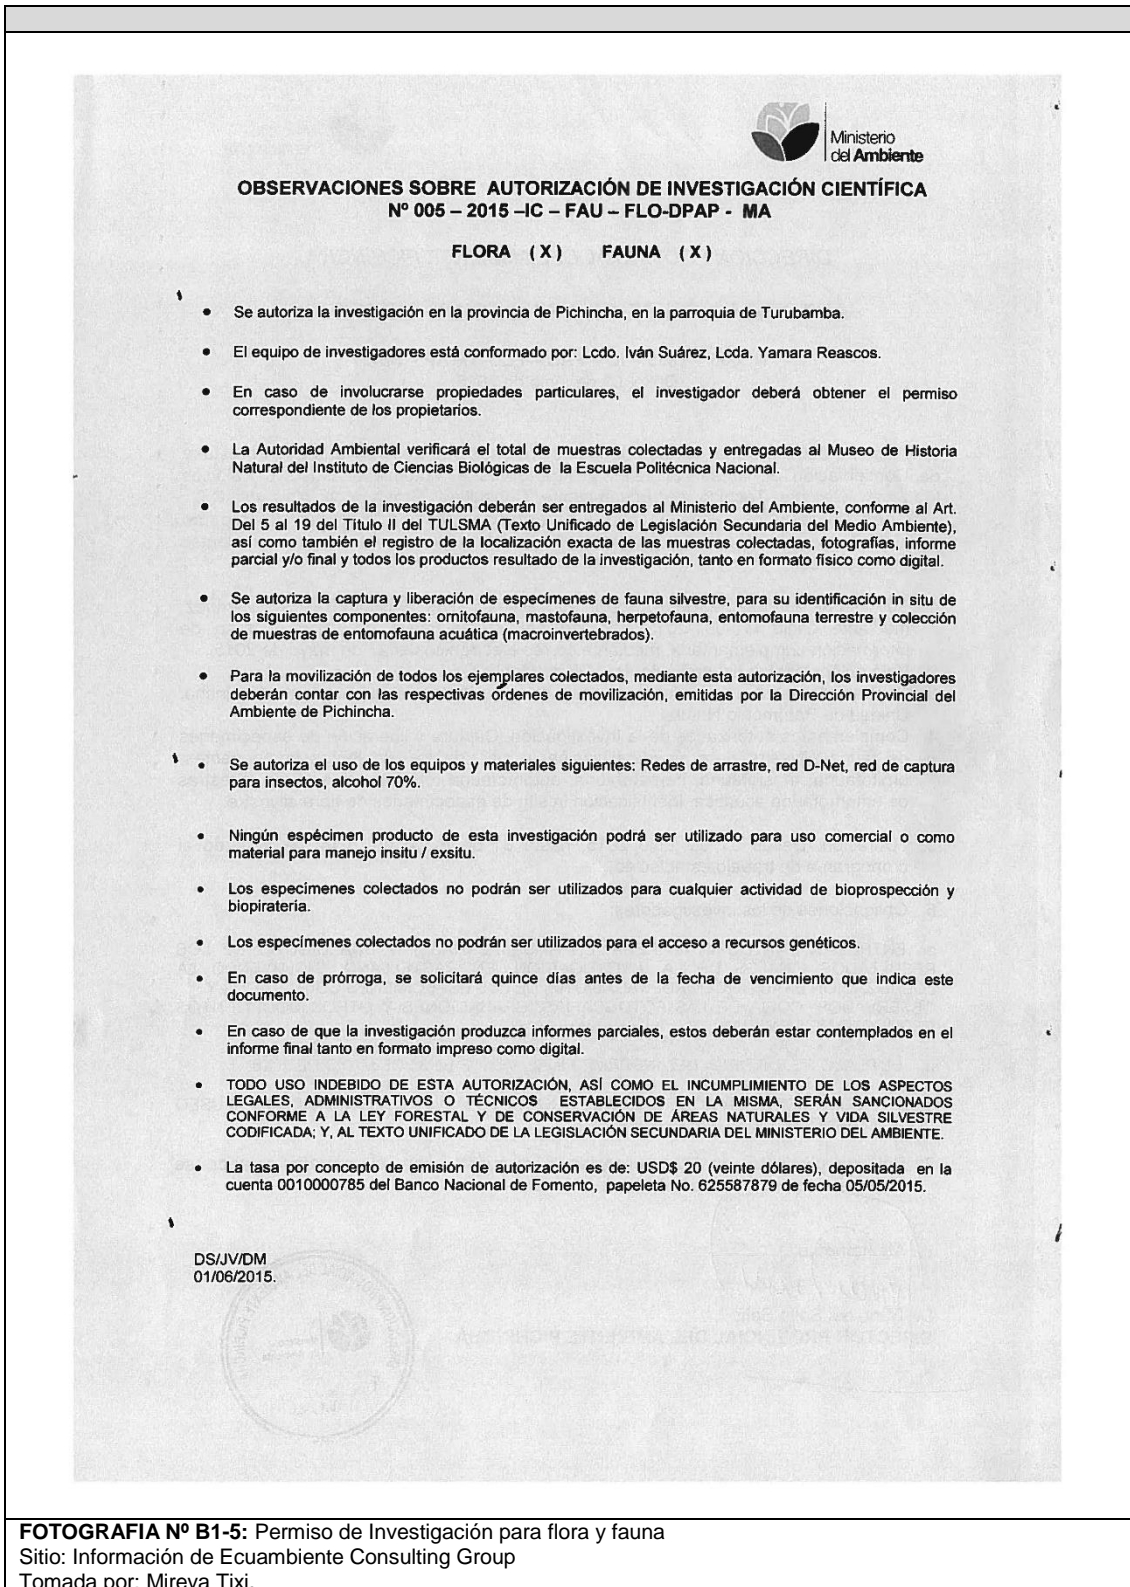 Ministerio
del Ambiente
OBSERVACIONES SOBRE AUTORIZACIÓN DE INVESTIGACIÓN CIENTÍFICA
Nº 005 – 2015 –IC – FAU – FLO-DPAP - MA
FLORA ( X ) FAUNA ( X )
• Se autoriza la investigación en la provincia de Pichincha, en la parroquia de Turubamba.
• El equipo de investigadores está conformado por: Lcdo. Iván Suárez, Lcda. Yamara Reascos.
• En caso de involucrarse propiedades particulares, el investigador deberá obtener el permiso
correspondiente de los propietarios.
• La Autoridad Ambiental verificará el total de muestras colectadas y entregadas al Museo de Historia
Natural del Instituto de Ciencias Biológicas de la Escuela Politécnica Nacional.
• Los resultados de la investigación deberán ser entregados al Ministerio del Ambiente, conforme al Art.
Del 5 al 19 del Titulo II del TULSMA (Texto Unificado de Legislación Secundaria del Medio Ambiente),
así como también el registro de la localización exacta de las muestras colectadas, fotografías, informe
parcial y/o final y todos los productos resultado de la investigación, tanto en formato físico como digital.
• Se autoriza la captura y liberación de especímenes de fauna silvestre, para su identificación in situ de
los siguientes componentes: ornitofauna, mastofauna, herpetofauna, entomofauna terrestre y colección
de muestras de entomofauna acuática (macroinvertebrados).
• Para la movilización de todos los ejemplares colectados, mediante esta autorización, los investigadores
deberán contar con las respectivas órdenes de movilización, emitidas por la Dirección Provincial del
Ambiente de Pichincha.
• Se autoriza el uso de los equipos y materiales siguientes: Redes de arrastre, red D-Net, red de captura
para insectos, alcohol 70%.
• Ningún espécimen producto de esta investigación podrá ser utilizado para uso comercial o como
material para manejo insitu / exsitu.
• Los especímenes colectados no podrán ser utilizados para cualquier actividad de bioprospección y
biopiratería.
• Los especímenes colectados no podrán ser utilizados para el acceso a recursos genéticos.
• En caso de prórroga, se solicitará quince días antes de la fecha de vencimiento que indica este
documento.
• En caso de que la investigación produzca informes parciales, estos deberán estar contemplados en el
informe final tanto en formato impreso como digital.
• TODO USO INDEBIDO DE ESTA AUTORIZACIÓN, ASÍ COMO EL INCUMPLIMIENTO DE LOS ASPECTOS
LEGALES, ADMINISTRATIVOS O TÉCNICOS ESTABLECIDOS EN LA MISMA, SERÁN SANCIONADOS
CONFORME A LA LEY FORESTAL Y DE CONSERVACIÓN DE ÁREAS NATURALES Y VIDA SILVESTRE
CODIFICADA; Y, AL TEXTO UNIFICADO DE LA LEGISLACIÓN SECUNDARIA DEL MINISTERIO DEL AMBIENTE.
• La tasa por concepto de emisión de autorización es de: USD$ 20 (veinte dólares), depositada en la
cuenta 0010000785 del Banco Nacional de Fomento, papeleta No. 625587879 de fecha 05/05/2015.
DS/JV/DM
01/06/2015.
FOTOGRAFIA Nº B1-5: Permiso de Investigación para flora y fauna
Sitio: Información de Ecuambiente Consulting Group
Tomada por: Mireya Tixi.